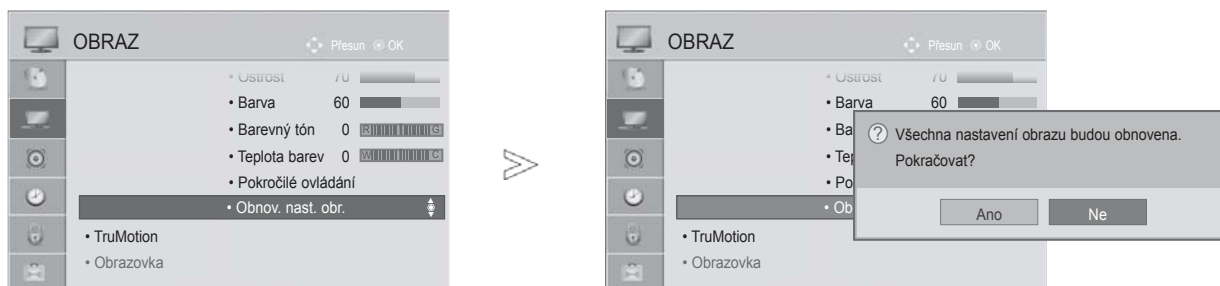 OBRAZ
Přesun OK
• Ostrost 70
• Barva 60
• Barevný tón 0 R G
• Teplota barev 0 W C
• Pokročilé ovládání
• Obnov. nast. obr.
• TruMotion
• Obrazovka
OBRAZ
Přesun OK
• Ostrost 70
• Barva 60
• Ba
• Tep
• Po
• Ob
• TruMotion
• Obrazovka
? Všechna nastavení obrazu budou obnovena.
Pokračovat?
Ano Ne